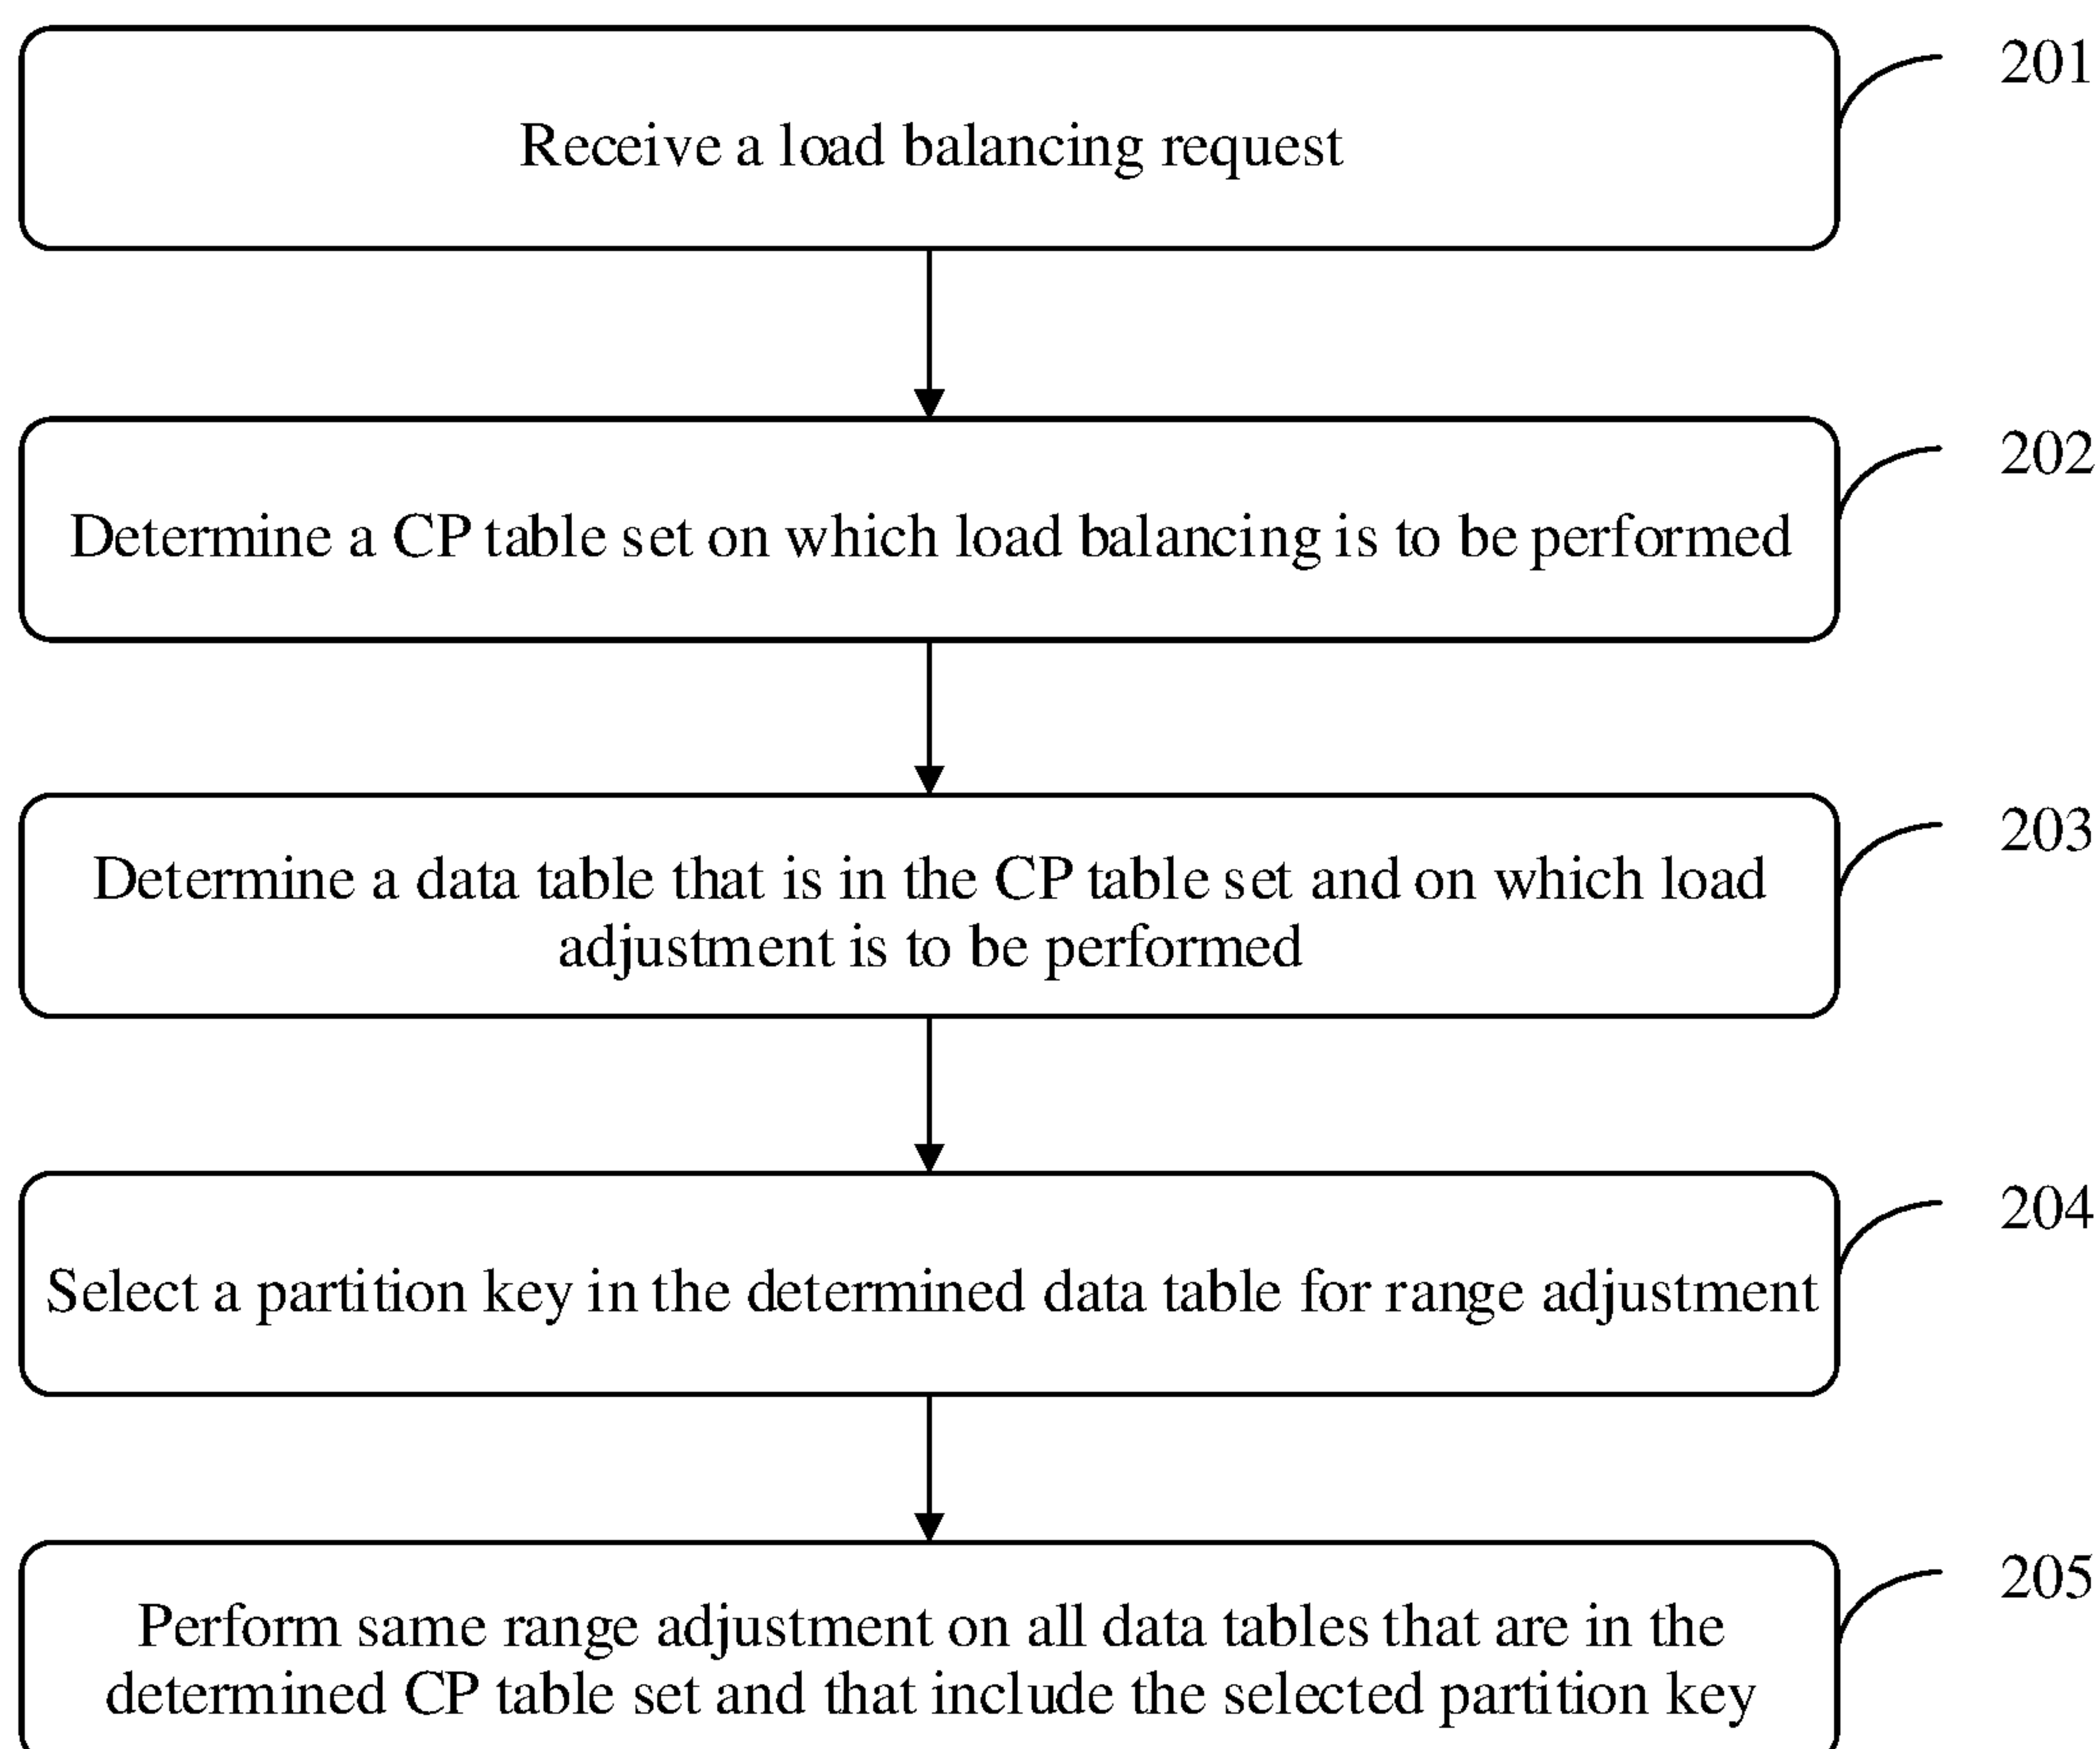 Receive a load balancing request
201
Determine a CP table set on which load balancing is to be performed
202
Determine a data table that is in the CP table set and on which load
adjustment is to be performed
203
Select a partition key in the determined data table for range adjustment
204
Perform same range adjustment on all data tables that are in the
determined CP table set and that include the selected partition key
205